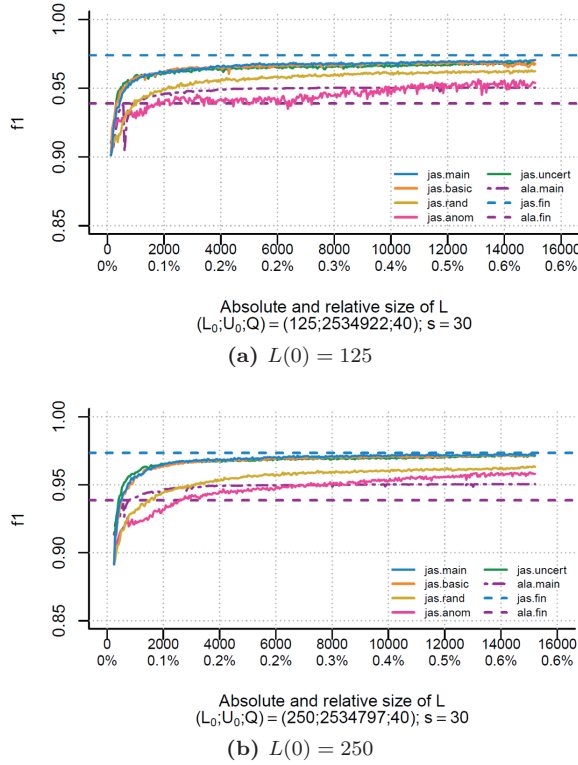 1.00
0.95
0.90
0.85
f1
jas.main
jas.basic
jas.rand
jas.anom
jas.uncert
ala.main
jas.fin
ala.fin
0 2000 4000 6000 8000 10000 12000 14000 16000
0% 0.1% 0.2% 0.2% 0.3% 0.4% 0.5% 0.6% 0.6%
Absolute and relative size of L
(L₀;U₀;Q) = (125;2534922;40); s = 30
(a) L(0) = 125
1.00
0.95
0.90
0.85
f1
jas.main
jas.basic
jas.rand
jas.anom
jas.uncert
ala.main
jas.fin
ala.fin
0 2000 4000 6000 8000 10000 12000 14000 16000
0% 0.1% 0.2% 0.2% 0.3% 0.4% 0.5% 0.6% 0.6%
Absolute and relative size of L
(L₀;U₀;Q) = (250;2534797;40); s = 30
(b) L(0) = 250